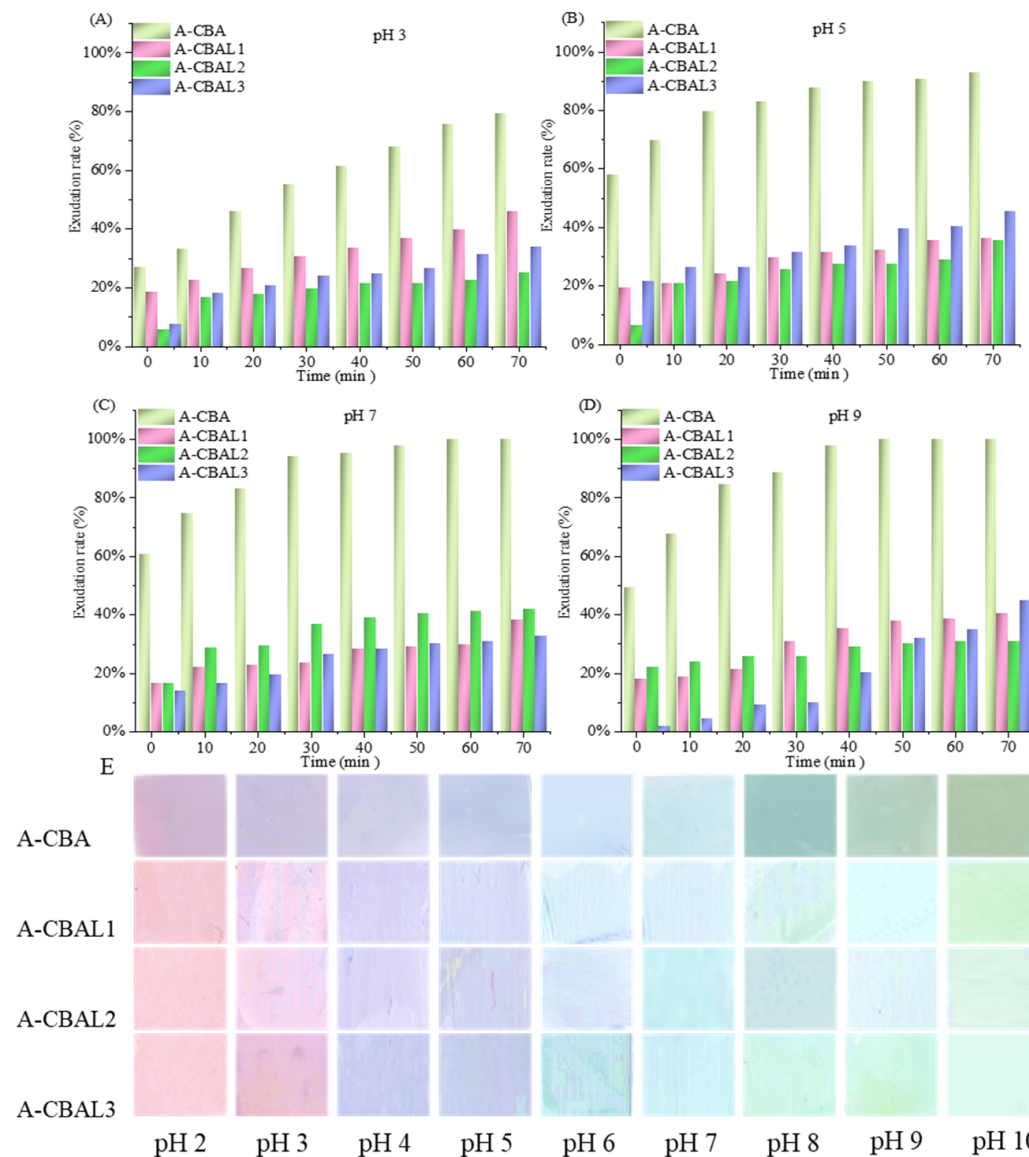 (A)
pH 3
A-CBA
A-CBAL1
A-CBAL2
A-CBAL3
100%
80%
60%
40%
20%
0%
Exudation rate (%)
0 10 20 30 40 50 60 70
Time (min )
(B)
pH 5
A-CBA
A-CBAL1
A-CBAL2
A-CBAL3
100%
80%
60%
40%
20%
0%
Exudation rate (%)
0 10 20 30 40 50 60 70
Time (min )
(C)
pH 7
A-CBA
A-CBAL1
A-CBAL2
A-CBAL3
100%
80%
60%
40%
20%
0%
Exudation rate (%)
0 10 20 30 40 50 60 70
Time (min )
(D)
pH 9
A-CBA
A-CBAL1
A-CBAL2
A-CBAL3
100%
80%
60%
40%
20%
0%
Exudation rate (%)
0 10 20 30 40 50 60 70
Time (min )
E
A-CBA
A-CBAL1
A-CBAL2
A-CBAL3
pH 2 pH 3 pH 4 pH 5 pH 6 pH 7 pH 8 pH 9 pH 10